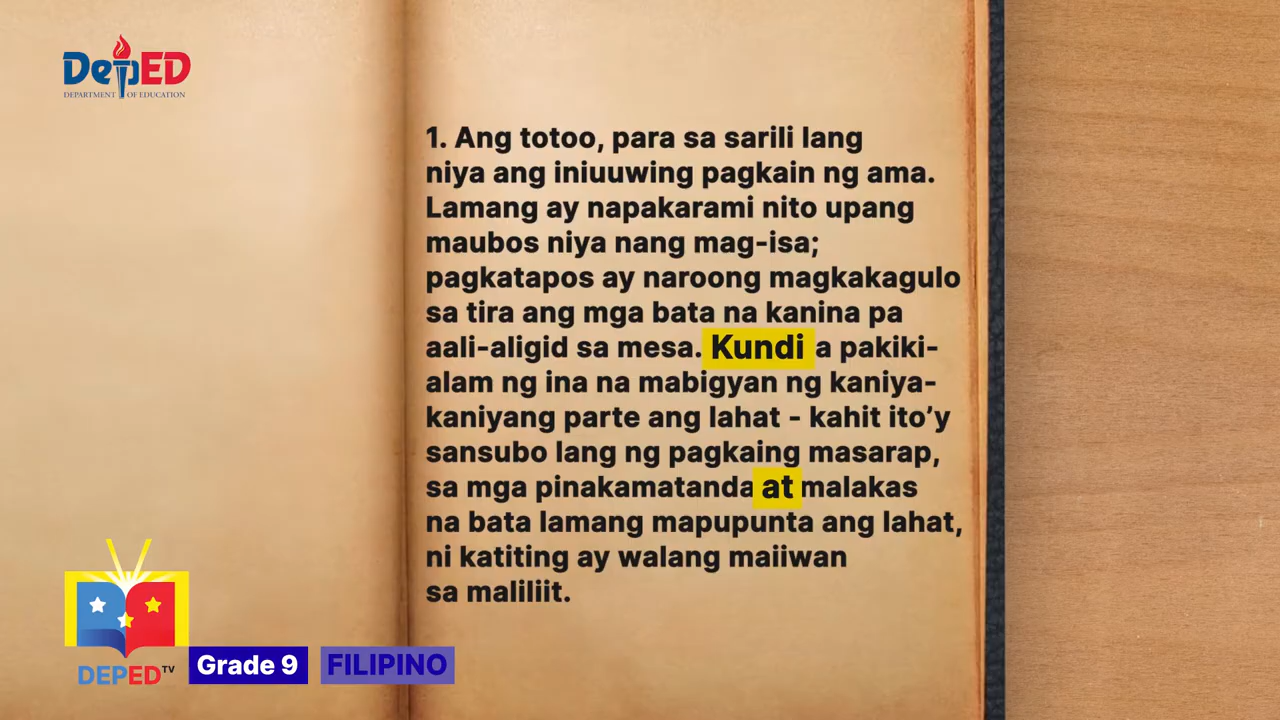 DepED
DEPARTMENT OF EDUCATION
1. Ang totoo, para sa sarili lang
niya ang iniuuwing pagkain ng ama.
Lamang ay napakarami nito upang
maubos niya nang mag-isa;
pagkatapos ay naroong magkakagulo
sa tira ang mga bata na kanina pa
aali-aligid sa mesa. Kundi a pakiki-
alam ng ina na mabigyan ng kaniya-
kaniyang parte ang lahat - kahit ito'y
sansubo lang ng pagkaing masarap,
sa mga pinakamatanda at malakas
na bata lamang mapupunta ang lahat,
ni katiting ay walang maiiwan
sa maliliit.
DEPED TV
Grade 9 FILIPINO